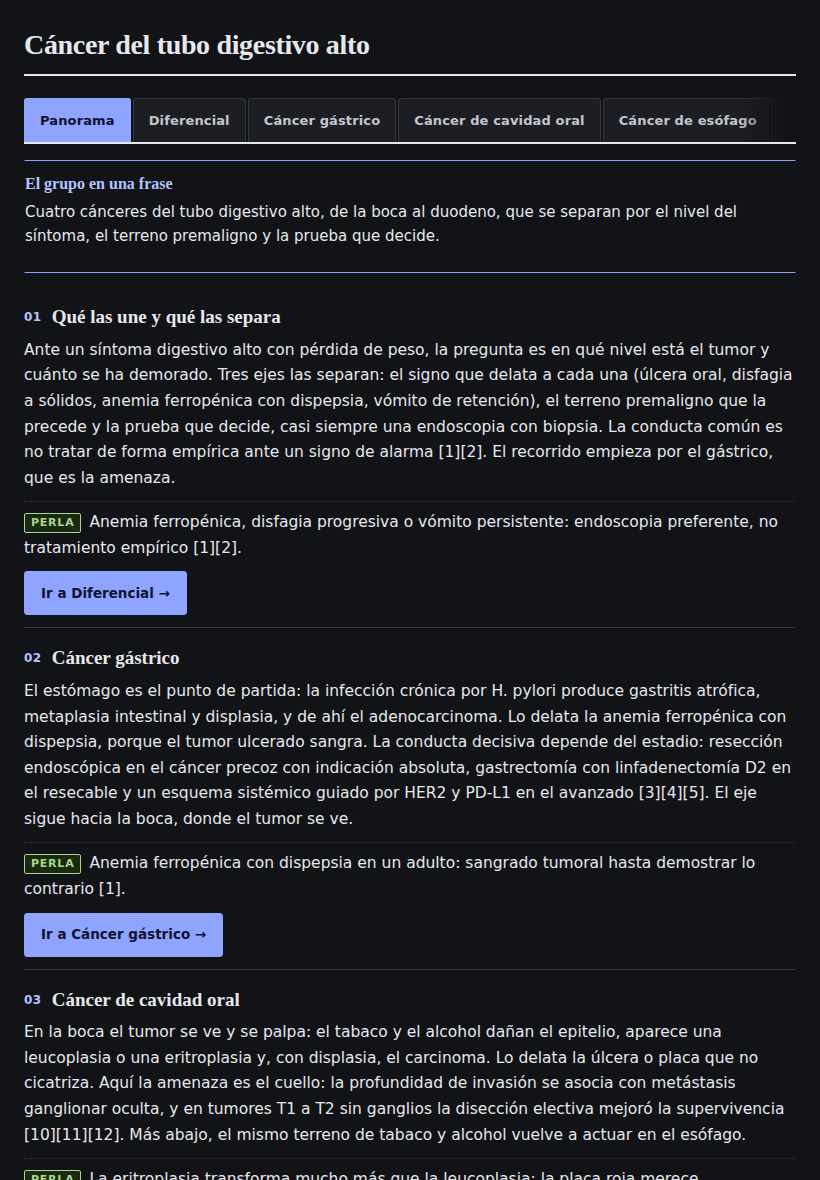 Cáncer del tubo digestivo alto
Panorama
Diferencial
Cáncer gástrico
Cáncer de cavidad oral
Cáncer de esófago
El grupo en una frase
Cuatro cánceres del tubo digestivo alto, de la boca al duodeno, que se separan por el nivel del
síntoma, el terreno premaligno y la prueba que decide.
01 Qué las une y qué las separa
Ante un síntoma digestivo alto con pérdida de peso, la pregunta es en qué nivel está el tumor y
cuánto se ha demorado. Tres ejes las separan: el signo que delata a cada una (úlcera oral, disfagia
a sólidos, anemia ferropénica con dispepsia, vómito de retención), el terreno premaligno que la
precede y la prueba que decide, casi siempre una endoscopia con biopsia. La conducta común es
no tratar de forma empírica ante un signo de alarma [1][2]. El recorrido empieza por el gástrico,
que es la amenaza.
PERLA Anemia ferropénica, disfagia progresiva o vómito persistente: endoscopia preferente, no
tratamiento empírico [1][2].
Ir a Diferencial →
02 Cáncer gástrico
El estómago es el punto de partida: la infección crónica por H. pylori produce gastritis atrófica,
metaplasia intestinal y displasia, y de ahí el adenocarcinoma. Lo delata la anemia ferropénica con
dispepsia, porque el tumor ulcerado sangra. La conducta decisiva depende del estadio: resección
endoscópica en el cáncer precoz con indicación absoluta, gastrectomía con linfadenectomía D2 en
el resecable y un esquema sistémico guiado por HER2 y PD-L1 en el avanzado [3][4][5]. El eje
sigue hacia la boca, donde el tumor se ve.
PERLA Anemia ferropénica con dispepsia en un adulto: sangrado tumoral hasta demostrar lo
contrario [1].
Ir a Cáncer gástrico →
03 Cáncer de cavidad oral
En la boca el tumor se ve y se palpa: el tabaco y el alcohol dañan el epitelio, aparece una
leucoplasia o una eritroplasia y, con displasia, el carcinoma. Lo delata la úlcera o placa que no
cicatriza. Aquí la amenaza es el cuello: la profundidad de invasión se asocia con metástasis
ganglionar oculta, y en tumores T1 a T2 sin ganglios la disección electiva mejoró la supervivencia
[10][11][12]. Más abajo, el mismo terreno de tabaco y alcohol vuelve a actuar en el esófago.
PERLA La eritroplasia transforma mucho más que la leucoplasia: la placa roja merece